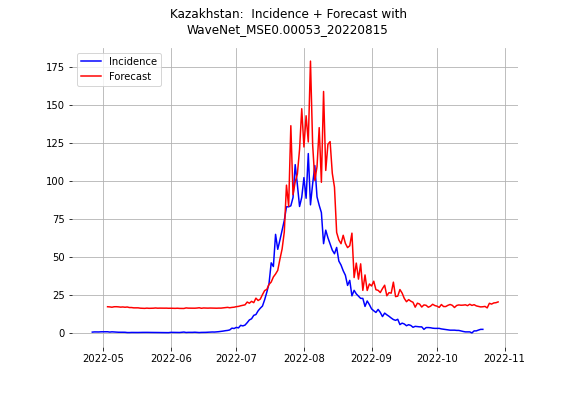 Kazakhstan:  Incidence + Forecast with
WaveNet_MSE0.00053_20220815
Incidence
Forecast
175
150
125
100
75
50
25
0
2022-05 2022-06 2022-07 2022-08 2022-09 2022-10 2022-11